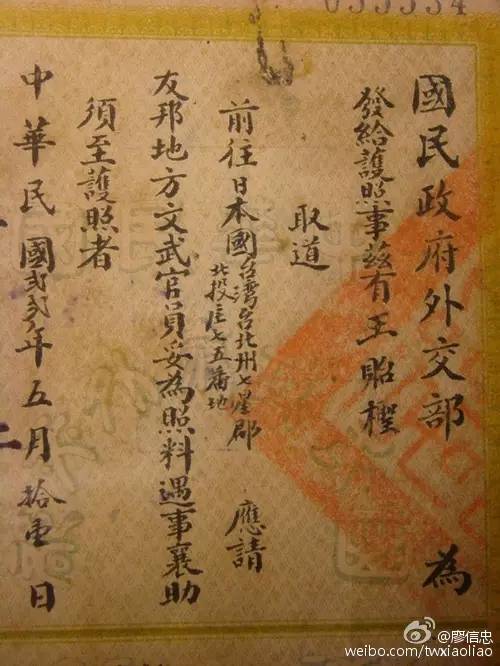 033334
國民政府外交部 為
發給護照事茲有王貽樫
取道
前往日本國台灣台北州七星郡北投庄七五番地 應請
友邦地方文武官員妥為照料遇事襄助
須至護照者
中華民國貳貳年五月拾壹日
@廖信忠
weibo.com/twxiaoliao